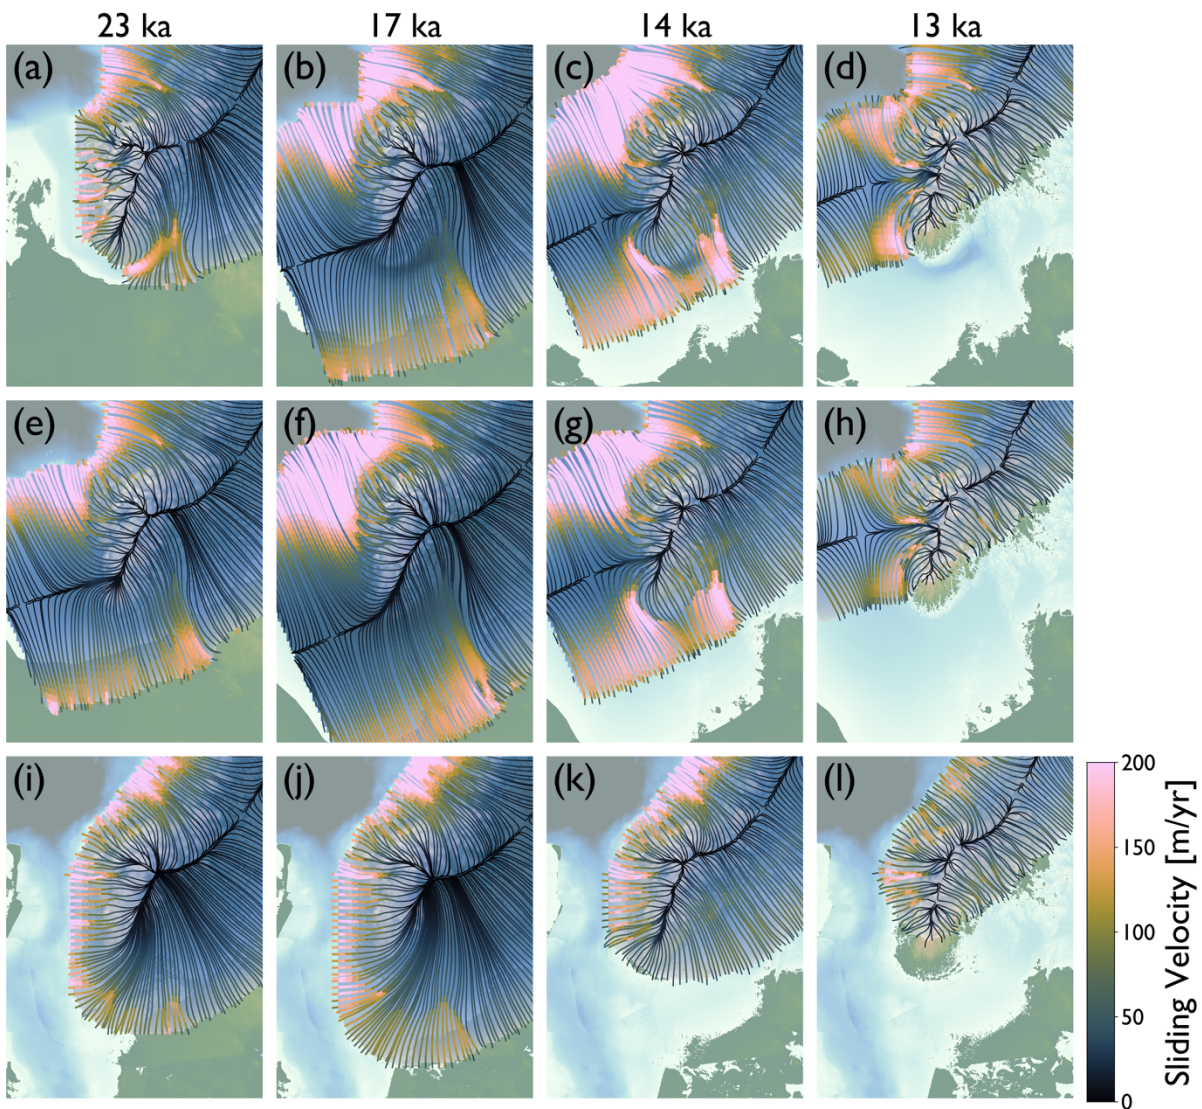 23 ka 17 ka 14 ka 13 ka
(a) (b) (c) (d)
(e) (f) (g) (h)
(i) (j) (k) (l)
200
150
100
50
0
Sliding Velocity [m/yr]